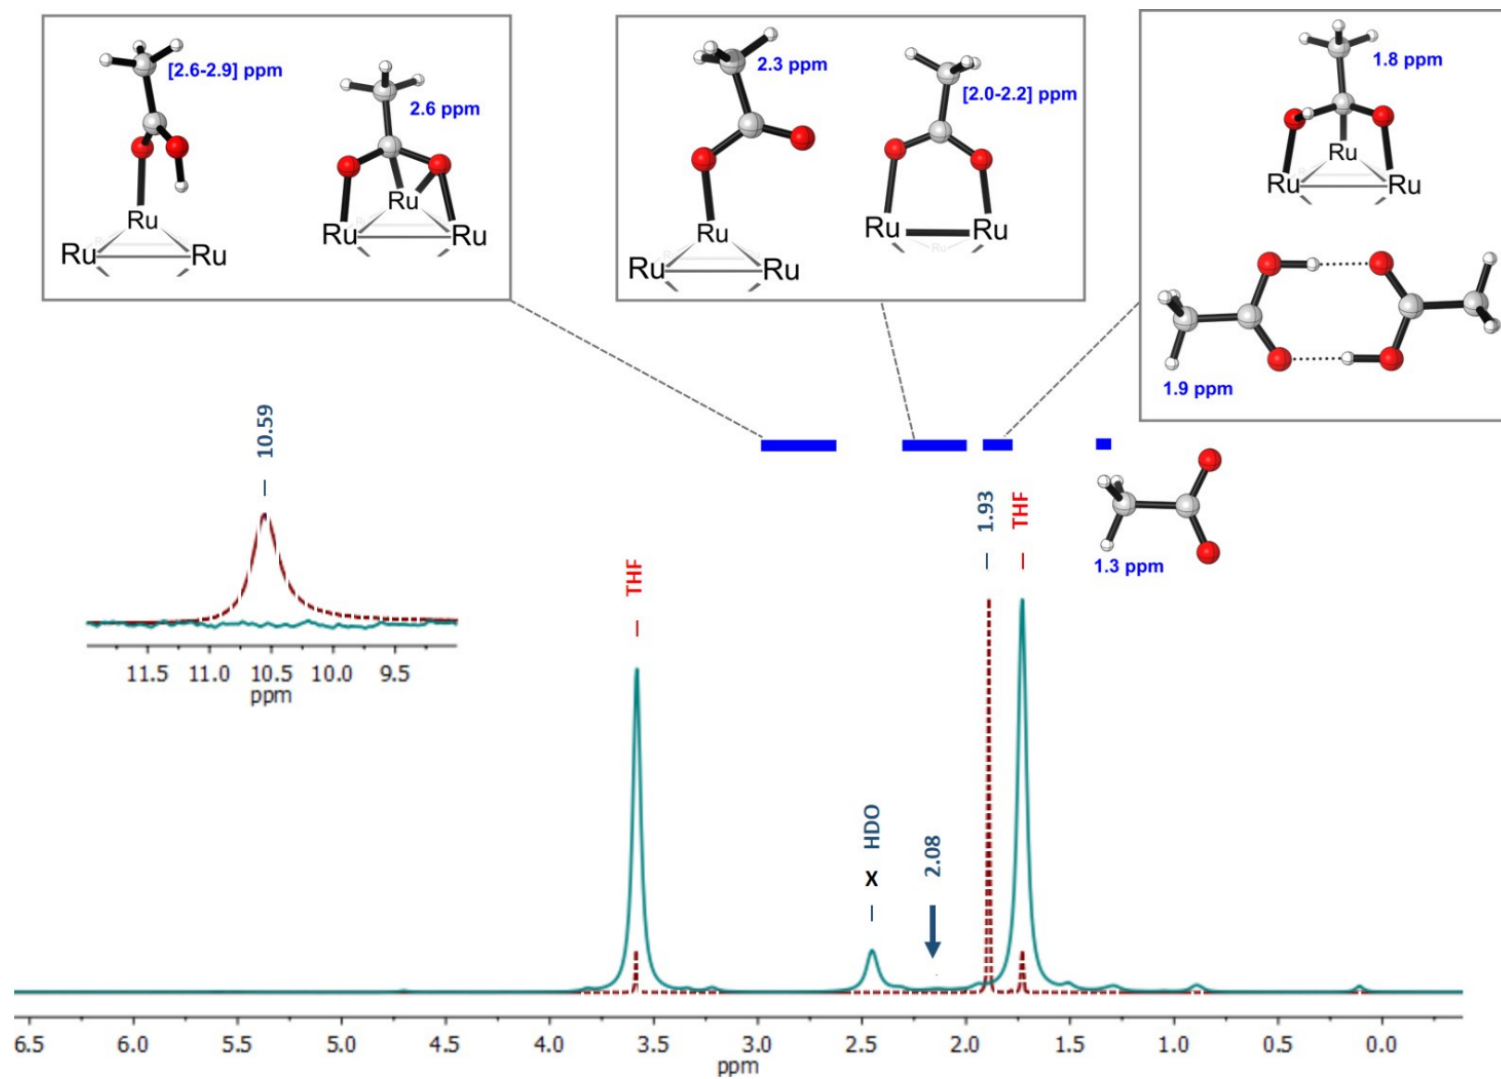 [2.6-2.9] ppm
2.6 ppm
Ru
Ru
Ru
Ru
Ru
Ru
2.3 ppm
[2.0-2.2] ppm
Ru
Ru
Ru
Ru
Ru
Ru
1.8 ppm
Ru
Ru
Ru
1.9 ppm
1.3 ppm
10.59
11.5 11.0 10.5 10.0 9.5
ppm
THF
HDO
X
2.08
1.93
THF
6.5 6.0 5.5 5.0 4.5 4.0 3.5 3.0 2.5 2.0 1.5 1.0 0.5 0.0
ppm